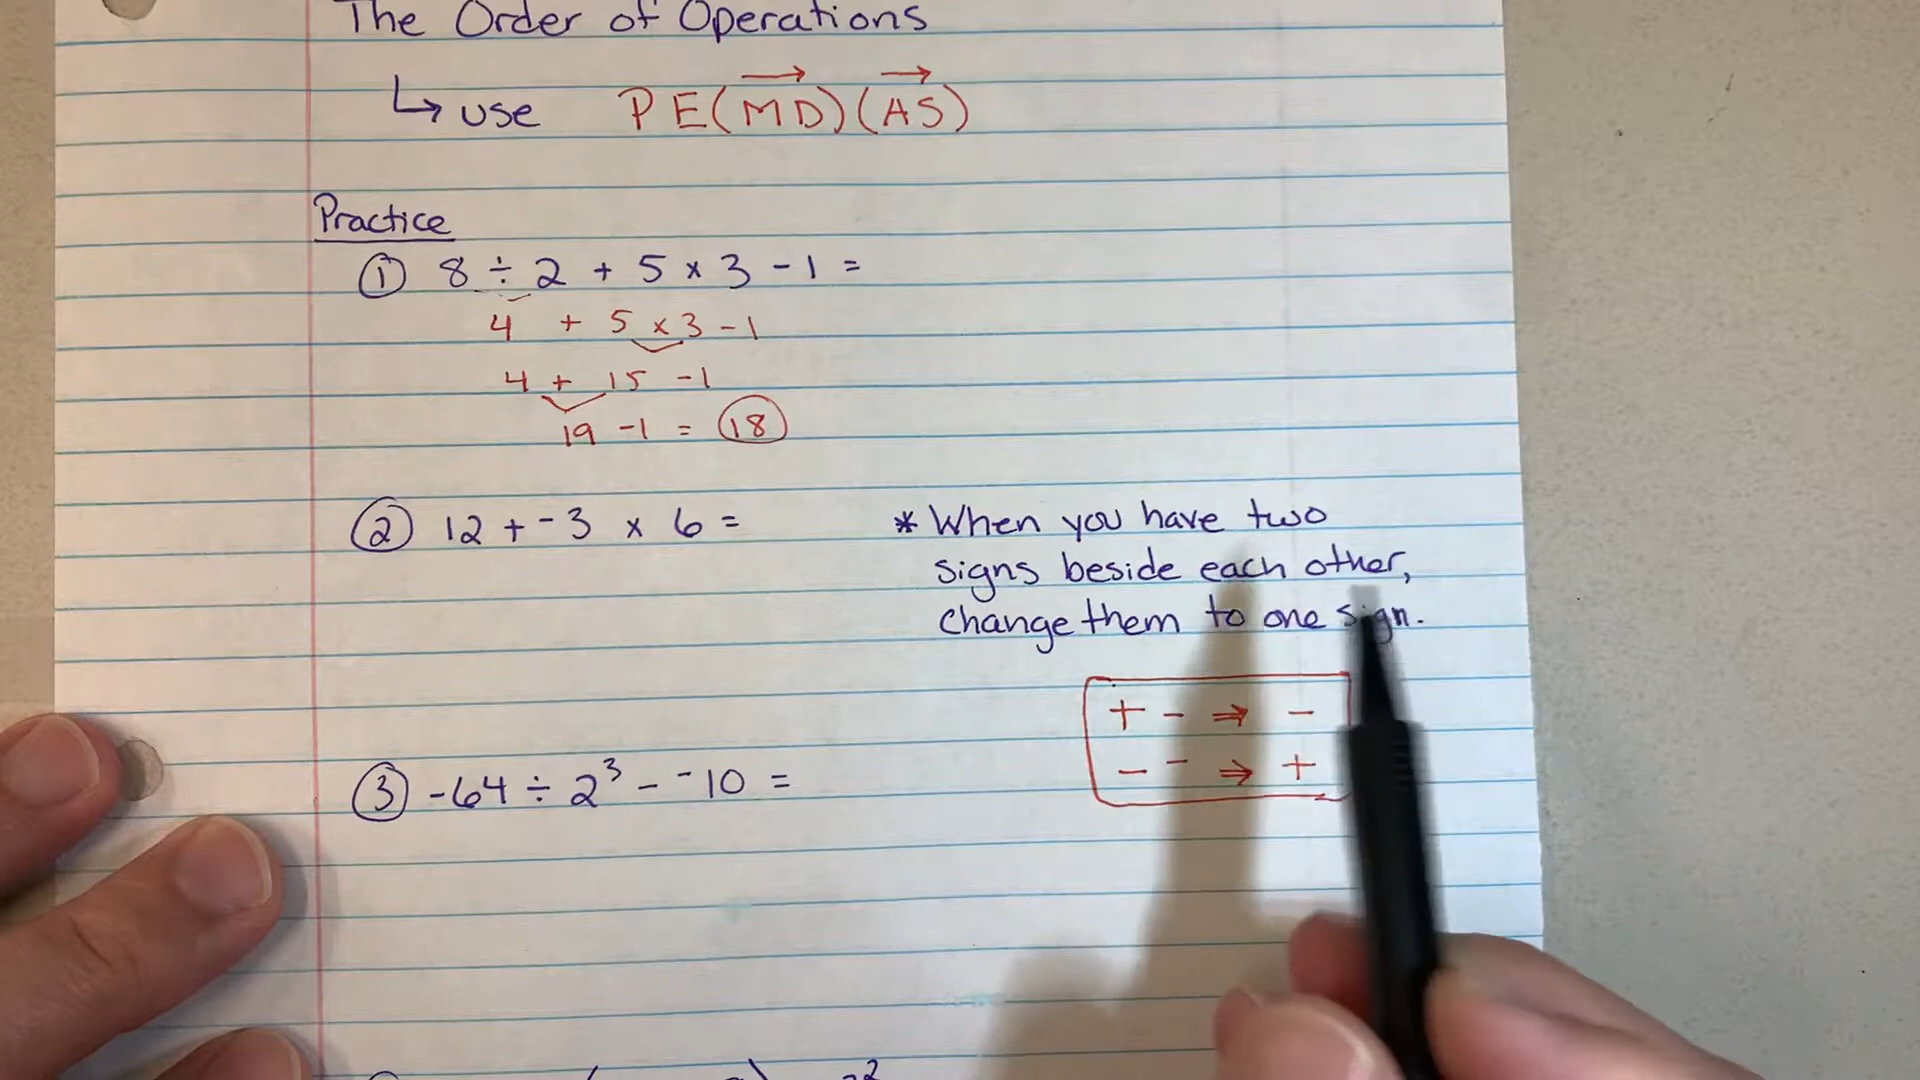 The Order of Operations
↳ use PE(MD)(AS)
Practice
① 8 ÷ 2 + 5 × 3 - 1 =
4 + 5 × 3 - 1
4 + 15 - 1
19 - 1 = 18
② 12 + -3 × 6 =
* When you have two
signs beside each other,
change them to one sign.
+ - ⇒ -
- - ⇒ +
③ -64 ÷ 2³ - -10 =